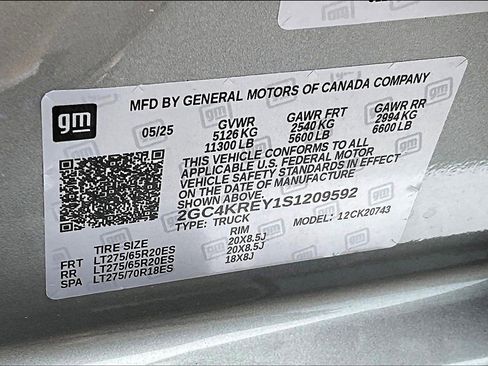 gm
MFD BY GENERAL MOTORS OF CANADA COMPANY
05/25 GVWR GAWR FRT GAWR RR
5126 KG 2540 KG 2994 KG
11300 LB 5600 LB 6600 LB
THIS VEHICLE CONFORMS TO ALL
APPLICABLE U.S. FEDERAL MOTOR
VEHICLE SAFETY STANDARDS IN EFFECT
ON THE DATE OF MANUFACTURE
2GC4KREY1S1209592
TYPE: TRUCK MODEL: 12CK20743
TIRE SIZE RIM
FRT LT275/65R20ES 20X8.5J
RR LT275/65R20ES 20X8.5J
SPA LT275/70R18ES 18X8J